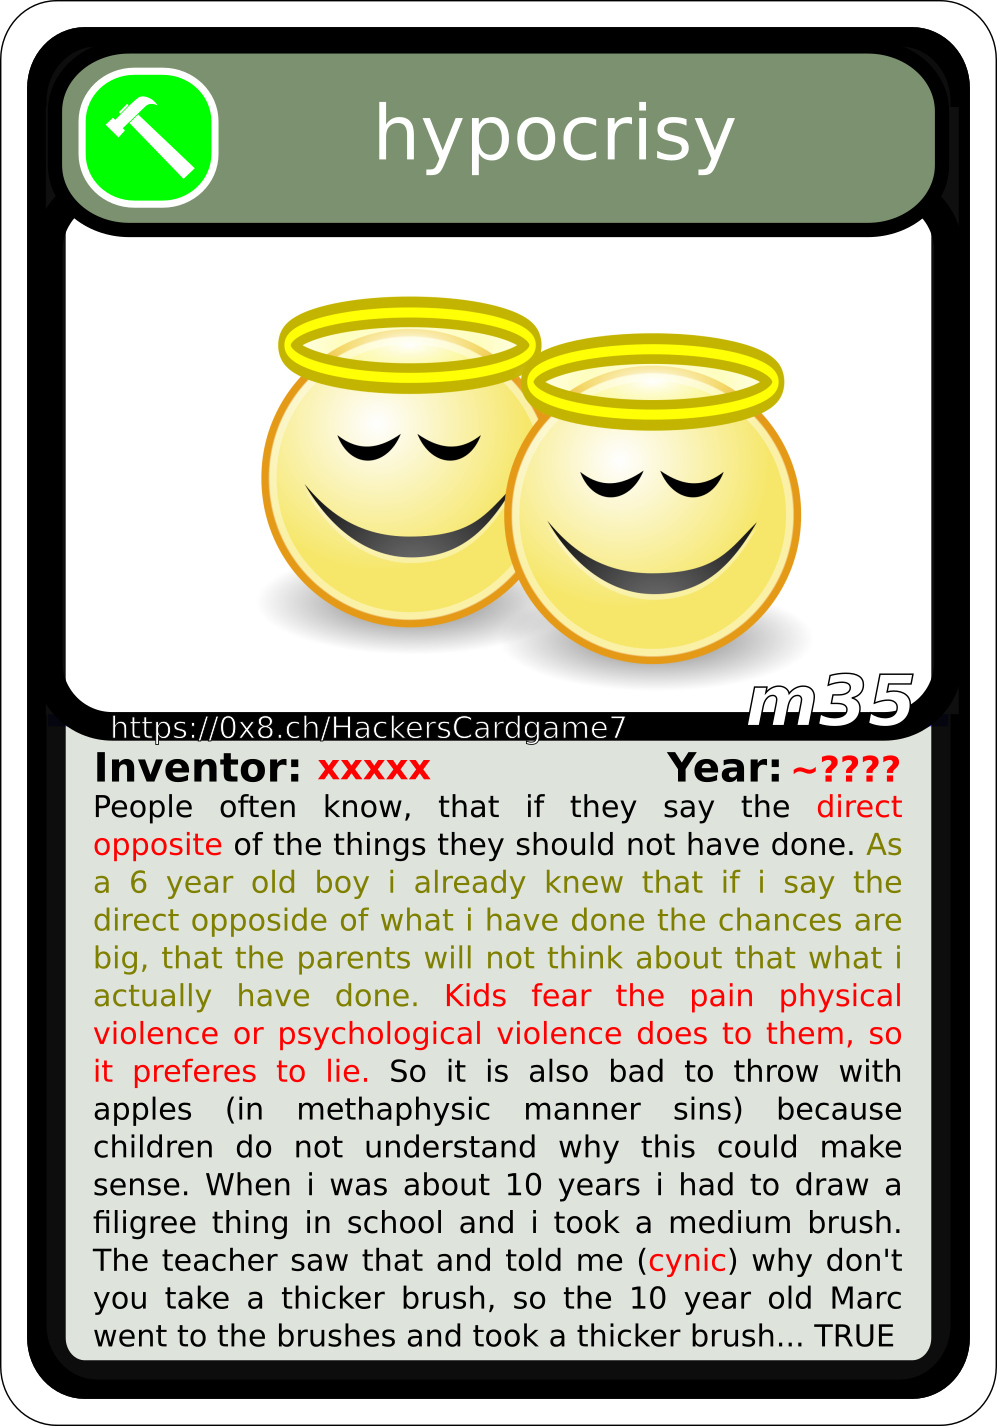 hypocrisy
m35
https://0x8.ch/HackersCardgame7
Inventor: xxxxx Year: ~????
People often know, that if they say the direct
opposite of the things they should not have done. As
a 6 year old boy i already knew that if i say the
direct opposide of what i have done the chances are
big, that the parents will not think about that what i
actually have done. Kids fear the pain physical
violence or psychological violence does to them, so
it preferes to lie. So it is also bad to throw with
apples (in methaphysic manner sins) because
children do not understand why this could make
sense. When i was about 10 years i had to draw a
filigree thing in school and i took a medium brush.
The teacher saw that and told me (cynic) why don't
you take a thicker brush, so the 10 year old Marc
went to the brushes and took a thicker brush... TRUE